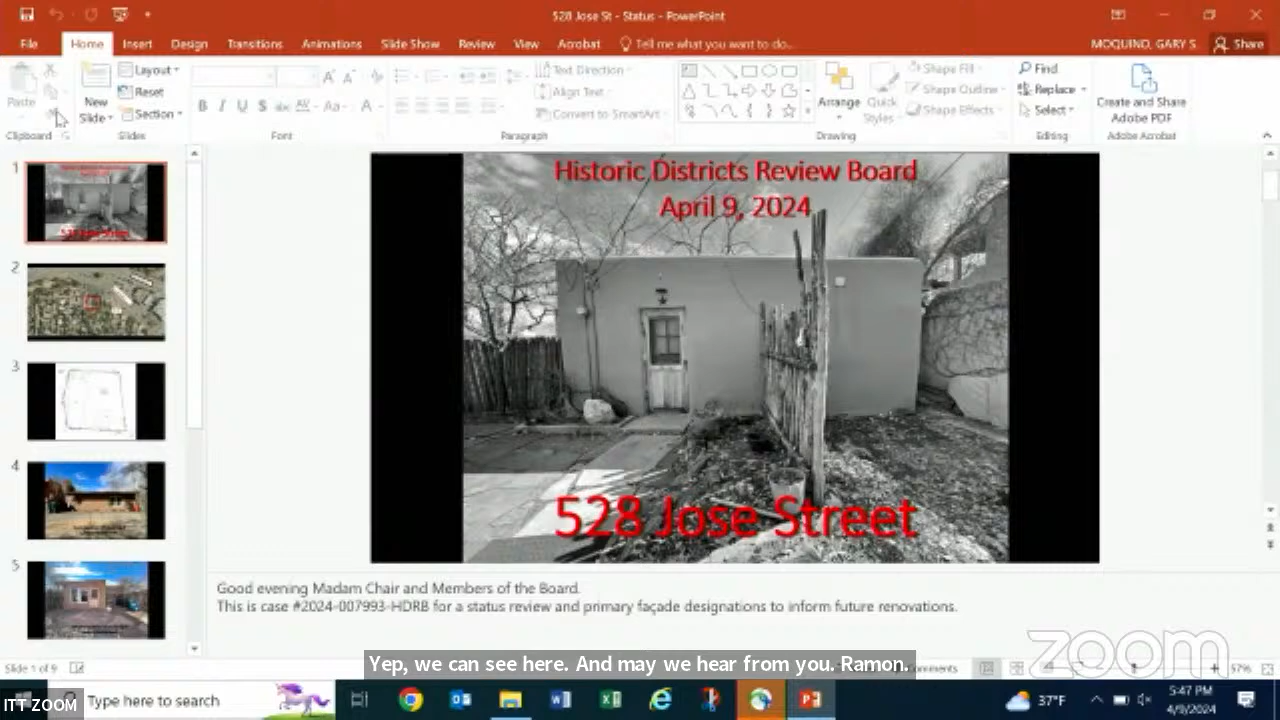 528 Jose St - Status - PowerPoint
File Home Insert Design Transitions Animations Slide Show Review View Acrobat Tell me what you want to do... MOQUINO, GARY S Share
Paste
New Slide
Layout
Reset
Section
Text Direction
Align Text
Convert to SmartArt
Arrange
Quick Styles
Shape Fill
Shape Outline
Shape Effects
Find
Replace
Select
Create and Share
Adobe PDF
Clipboard Slides Font Paragraph Drawing Editing Adobe Acrobat
1
2
3
4
5
Historic Districts Review Board
April 9, 2024
528 Jose Street
Good evening Madam Chair and Members of the Board.
This is case #2024-007993-HDRB for a status review and primary façade designations to inform future renovations.
zoom
Yep, we can see here. And may we hear from you. Ramon.
Slide 1 of 9
57%
ITT ZOOM
Type here to search
37°F
5:47 PM
4/9/2024